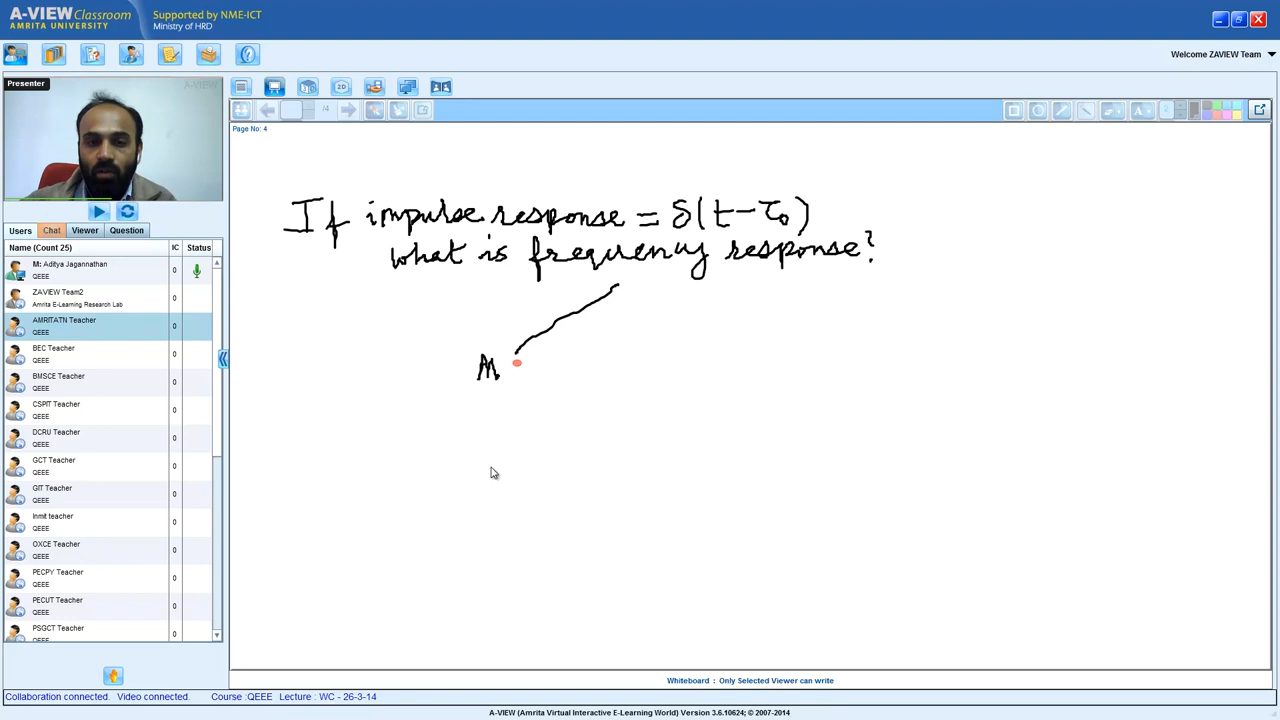 A-VIEW Classroom
AMRITA UNIVERSITY
Supported by NME-ICT
Ministry of HRD
Welcome ZAVIEW Team
Presenter
A-VIEW
/4
2D
A
2
Page No: 4
If impulse response = δ(t-τ₀)
what is frequency response?
M
Users Chat Viewer Question
Name (Count 25) IC Status
M: Aditya Jagannathan 0
QEEE
ZAVIEW Team2 0
Amrita E-Learning Research Lab
AMRITATN Teacher 0
QEEE
BEC Teacher 0
QEEE
BMSCE Teacher 0
QEEE
CSPIT Teacher 0
QEEE
DCRU Teacher 0
QEEE
GCT Teacher 0
QEEE
GIT Teacher 0
QEEE
Inmit teacher 0
QEEE
OXCE Teacher 0
QEEE
PECPY Teacher 0
QEEE
PECUT Teacher 0
QEEE
PSGCT Teacher 0
QEEE
Whiteboard : Only Selected Viewer can write
Collaboration connected. Video connected. Course :QEEE Lecture : WC - 26-3-14
A-VIEW (Amrita Virtual Interactive E-Learning World) Version 3.6.10624; © 2007-2014